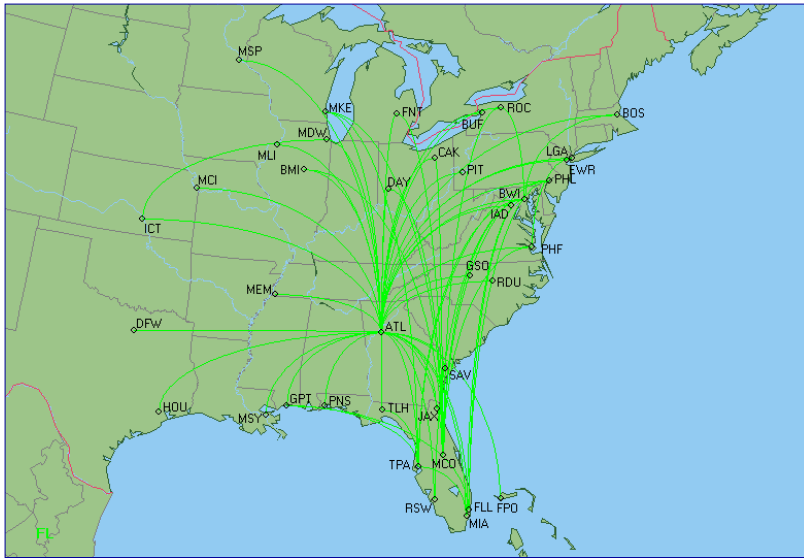 MSP
MKE
FNT
ROC
BOS
BUF
MDW
MLI
CAK
LGA
EWR
BMI
PIT
MCI
DAY
PHL
BWI
IAD
ICT
PHF
GSO
RDU
MEM
DFW
ATL
SAV
HOU
MSY
GPT
PNS
TLH
JAX
TPA
MCO
RSW
FLL
FPO
MIA
FL